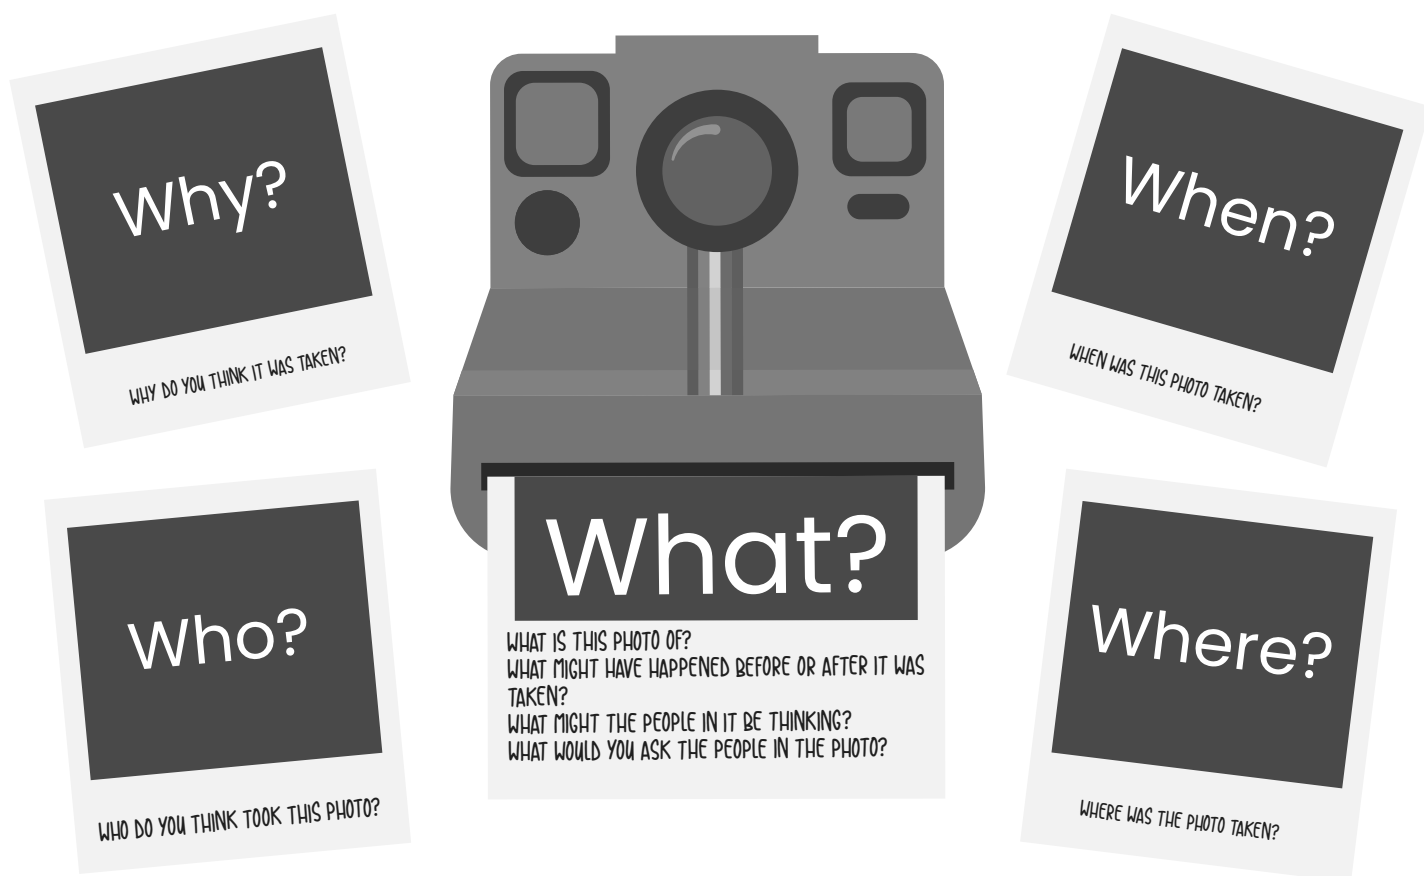 Why?
WHY DO YOU THINK IT WAS TAKEN?
When?
WHEN WAS THIS PHOTO TAKEN?
What?
WHAT IS THIS PHOTO OF?
WHAT MIGHT HAVE HAPPENED BEFORE OR AFTER IT WAS
TAKEN?
WHAT MIGHT THE PEOPLE IN IT BE THINKING?
WHAT WOULD YOU ASK THE PEOPLE IN THE PHOTO?
Who?
WHO DO YOU THINK TOOK THIS PHOTO?
Where?
WHERE WAS THE PHOTO TAKEN?